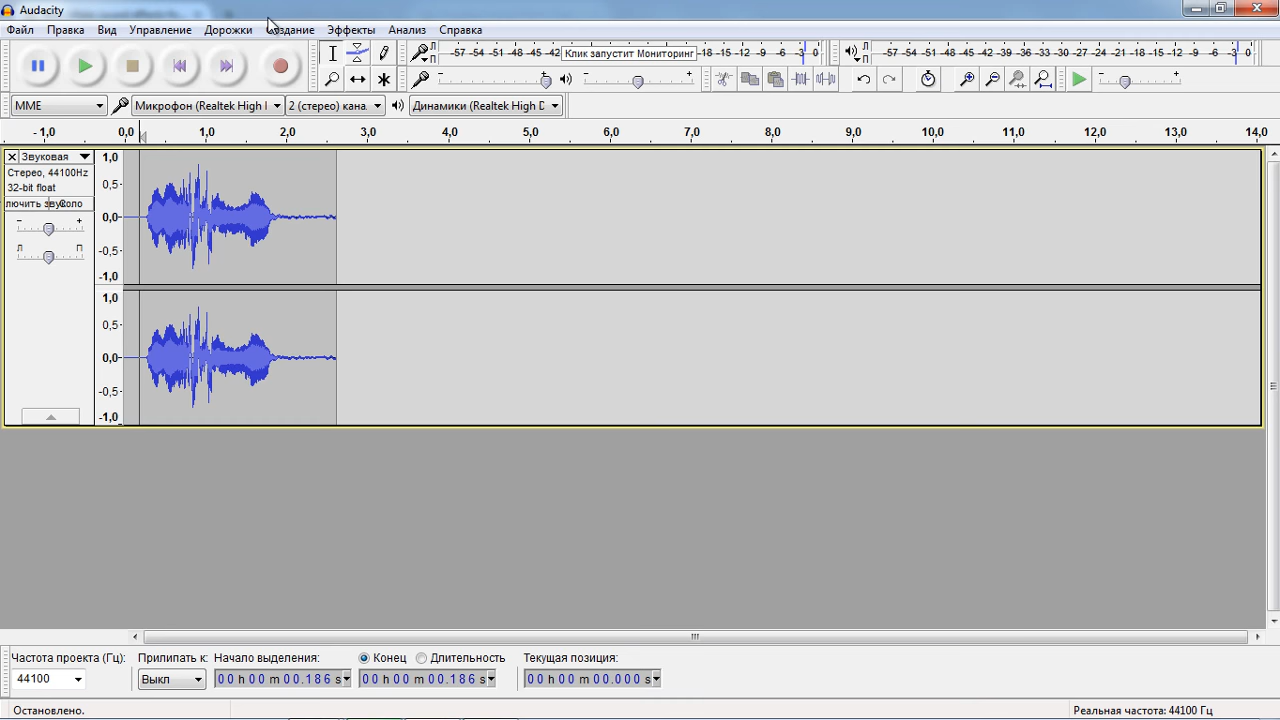 Audacity
Файл Правка Вид Управление Дорожки Создание Эффекты Анализ Справка
Л П -57 -54 -51 -48 -45 -42 Клик запустит Мониторинг -18 -15 -12 -9 -6 -3 0
Л П -57 -54 -51 -48 -45 -42 -39 -36 -33 -30 -27 -24 -21 -18 -15 -12 -9 -6 -3 0
- + - + - +
MME Микрофон (Realtek High 2 (стерео) кана. Динамики (Realtek High D
- 1,0 0,0 1,0 2,0 3,0 4,0 5,0 6,0 7,0 8,0 9,0 10,0 11,0 12,0 13,0 14,0
Звуковая
Стерео, 44100Hz
32-bit float
лючить зву Соло
- +
Л П
1,0
0,5
0,0
-0,5
-1,0
1,0
0,5
0,0
-0,5
-1,0
Частота проекта (Гц): Прилипать к: Начало выделения: Конец Длительность Текущая позиция:
44100 Выкл 00 h 00 m 00.186 s 00 h 00 m 00.186 s 00 h 00 m 00.000 s
Остановлено. Реальная частота: 44100 Гц